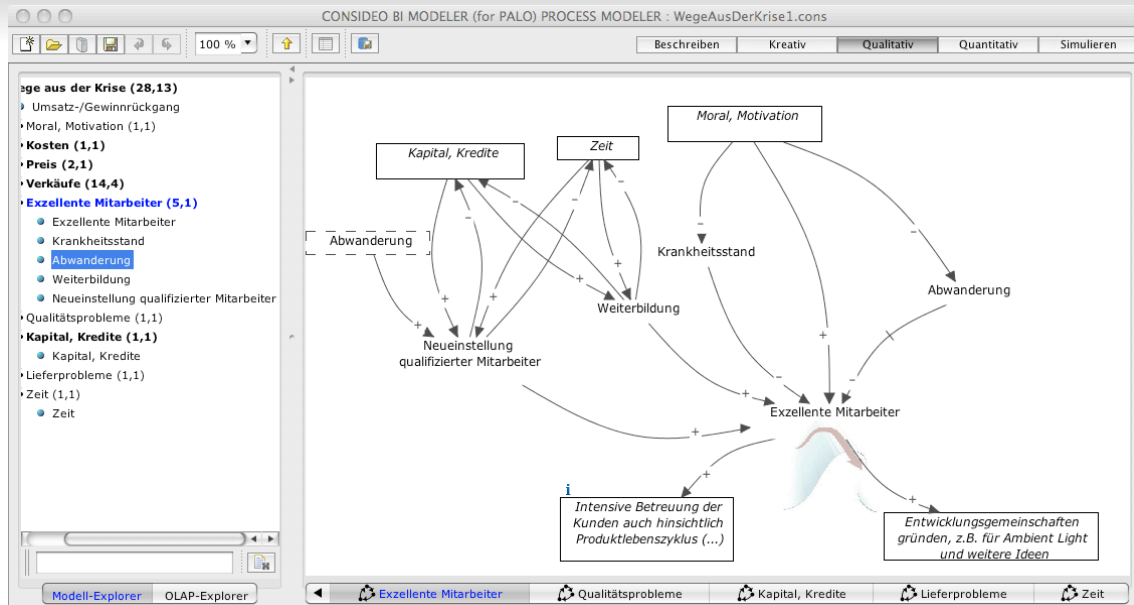 CONSIDEO BI MODELER (for PALO) PROCESS MODELER : WegeAusDerKrise1.cons
100 %
Beschreiben
Kreativ
Qualitativ
Quantitativ
Simulieren
ege aus der Krise (28,13)
Umsatz-/Gewinnrückgang
Moral, Motivation (1,1)
Kosten (1,1)
Preis (2,1)
Verkäufe (14,4)
Exzellente Mitarbeiter (5,1)
Exzellente Mitarbeiter
Krankheitsstand
Abwanderung
Weiterbildung
Neueinstellung qualifizierter Mitarbeiter
Qualitätsprobleme (1,1)
Kapital, Kredite (1,1)
Kapital, Kredite
Lieferprobleme (1,1)
Zeit (1,1)
Zeit
Modell-Explorer
OLAP-Explorer
Moral, Motivation
Zeit
Kapital, Kredite
Abwanderung
Krankheitsstand
Abwanderung
Weiterbildung
Neueinstellung
qualifizierter Mitarbeiter
Exzellente Mitarbeiter
i
Intensive Betreuung der
Kunden auch hinsichtlich
Produktlebenszyklus (...)
Entwicklungsgemeinschaften
gründen, z.B. für Ambient Light
und weitere Ideen
Exzellente Mitarbeiter
Qualitätsprobleme
Kapital, Kredite
Lieferprobleme
Zeit